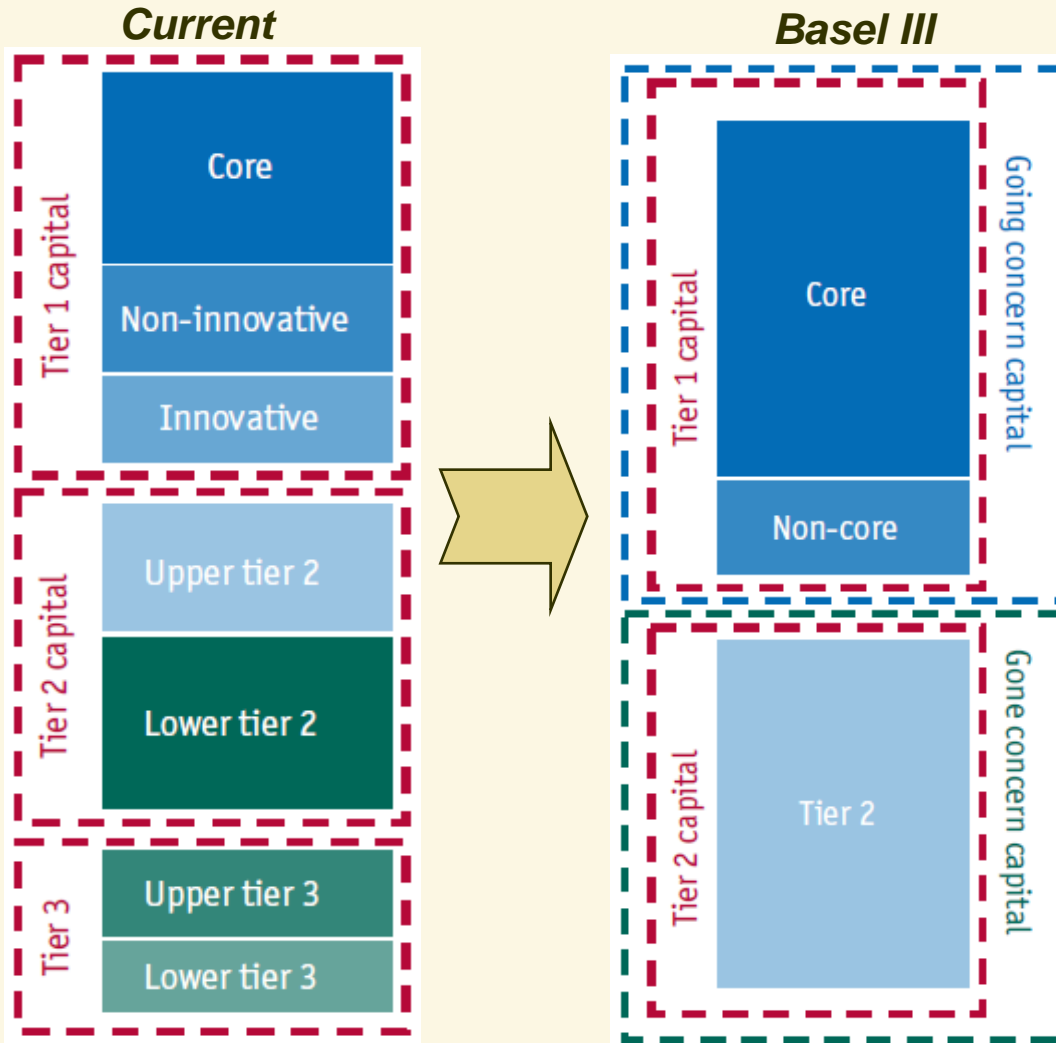 Current
Tier 1 capital
Core
Non-innovative
Innovative
Tier 2 capital
Upper tier 2
Lower tier 2
Tier 3
Upper tier 3
Lower tier 3
Basel III
Tier 1 capital
Core
Non-core
Going concern capital
Tier 2 capital
Tier 2
Gone concern capital